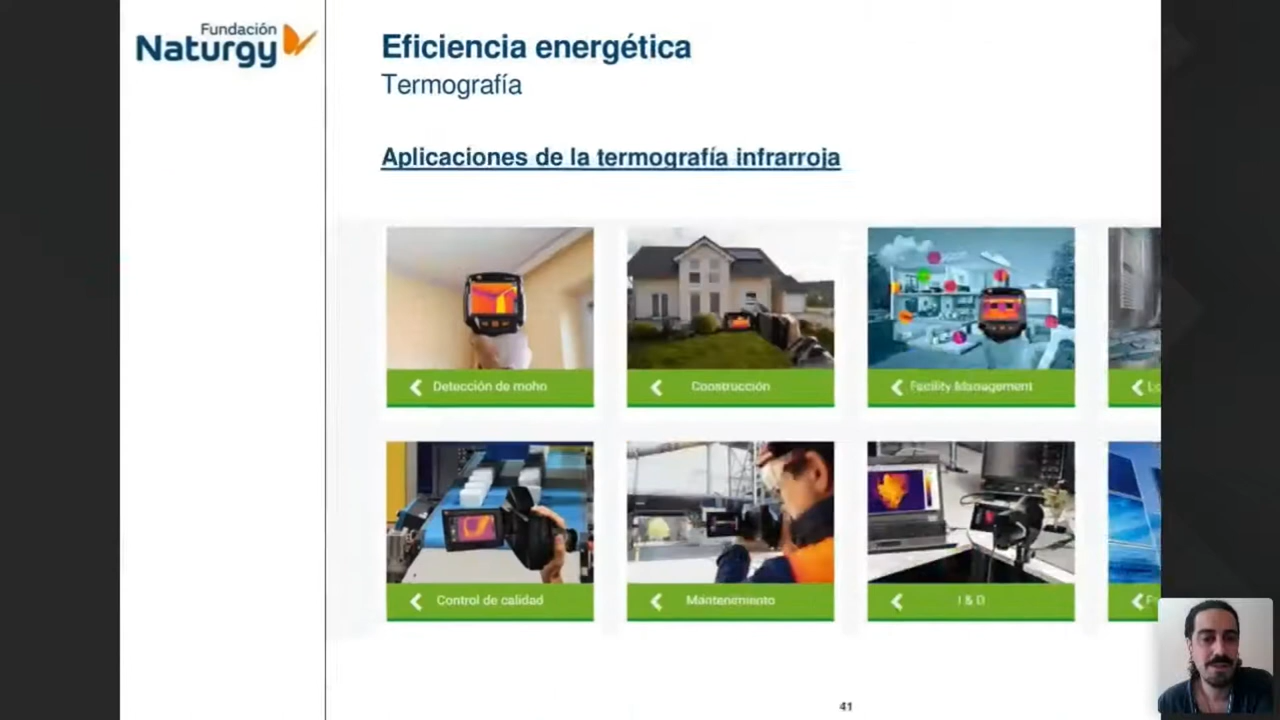 Fundación
Naturgy
Eficiencia energética
Termografía
Aplicaciones de la termografía infrarroja
Detección de moho
Construcción
Facility Management
Control de calidad
Mantenimiento
I & D
41